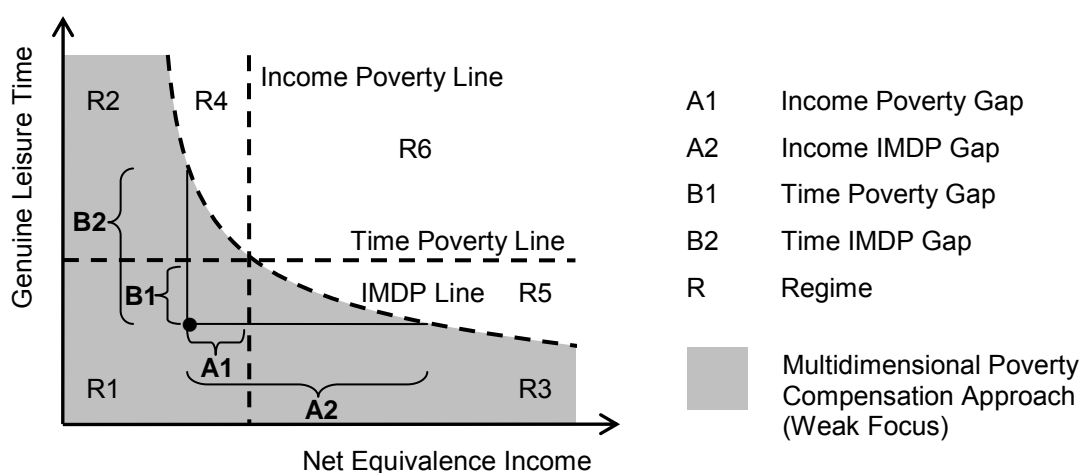 Genuine Leisure Time
R2
R4
Income Poverty Line
R6
B2
Time Poverty Line
B1
IMDP Line
R5
A1
R1
A2
R3
Net Equivalence Income
A1 Income Poverty Gap
A2 Income IMDP Gap
B1 Time Poverty Gap
B2 Time IMDP Gap
R Regime
Multidimensional Poverty
Compensation Approach
(Weak Focus)